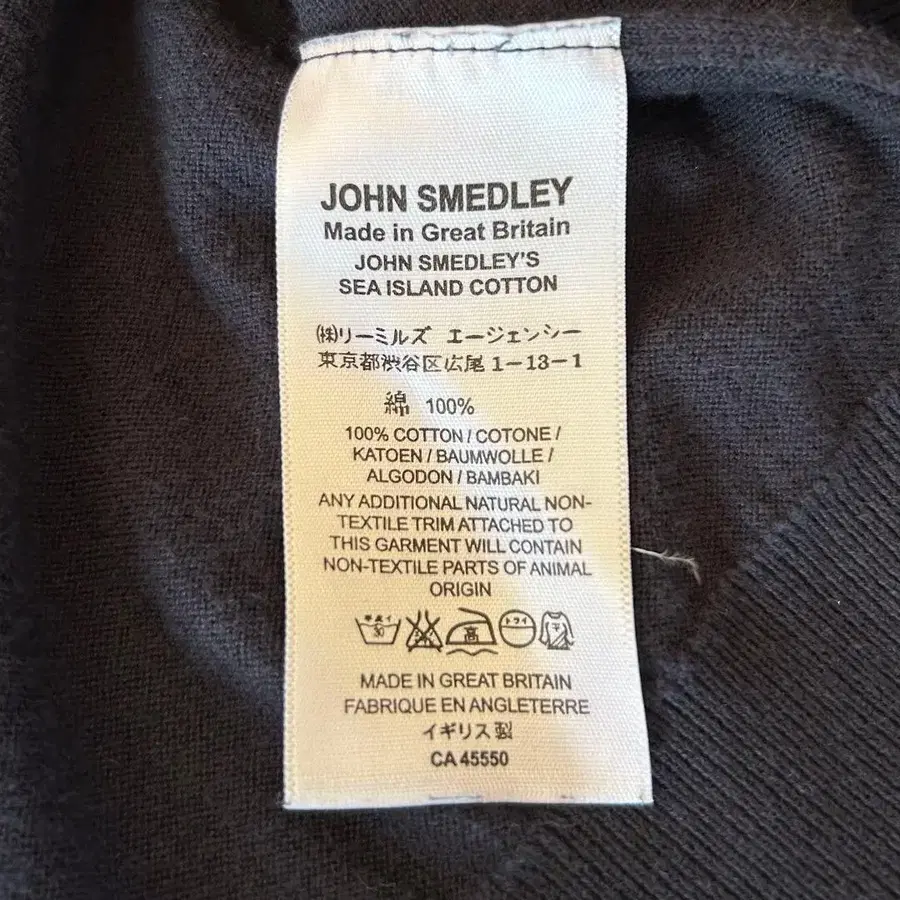 JOHN SMEDLEY
Made in Great Britain
JOHN SMEDLEY'S
SEA ISLAND COTTON
㈱リーミルズ エージェンシー
東京都渋谷区広尾1-13-1
綿 100%
100% COTTON / COTONE /
KATOEN / BAUMWOLLE /
ALGODON / BAMBAKI
ANY ADDITIONAL NATURAL NON-
TEXTILE TRIM ATTACHED TO
THIS GARMENT WILL CONTAIN
NON-TEXTILE PARTS OF ANIMAL
ORIGIN
高 ドライ
MADE IN GREAT BRITAIN
FABRIQUE EN ANGLETERRE
イギリス製
CA 45550